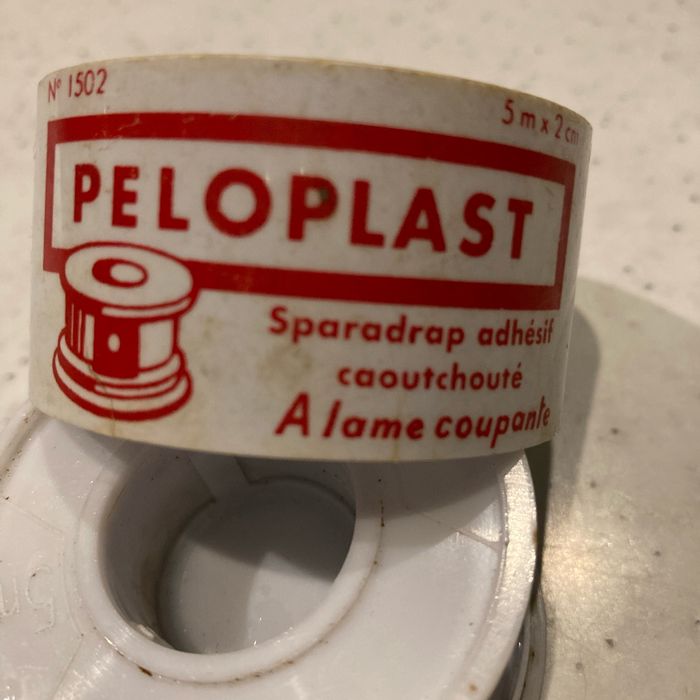 N° 1502
5 m x 2 cm
PELOPLAST
Sparadrap adhésif
caoutchouté
A lame coupante